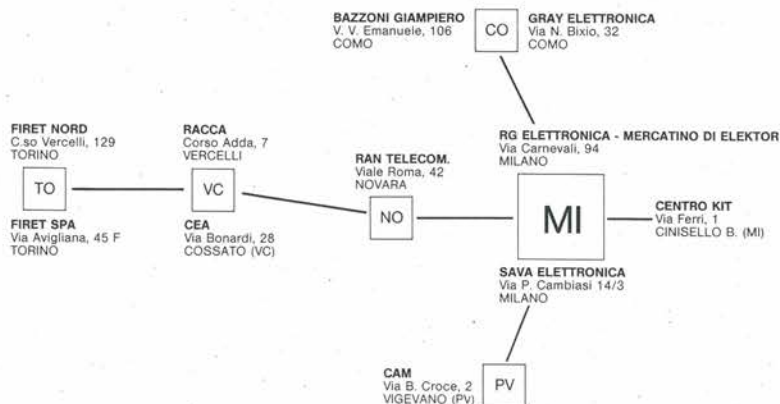 BAZZONI GIAMPIERO
V. V. Emanuele, 106
COMO
CO
GRAY ELETTRONICA
Via N. Bixio, 32
COMO
FIRET NORD
C.so Vercelli, 129
TORINO
TO
FIRET SPA
Via Avigliana, 45 F
TORINO
RACCA
Corso Adda, 7
VERCELLI
VC
CEA
Via Bonardi, 28
COSSATO (VC)
RAN TELECOM.
Viale Roma, 42
NOVARA
NO
RG ELETTRONICA - MERCATINO DI ELEKTOR
Via Carnevali, 94
MILANO
MI
SAVA ELETTRONICA
Via P. Cambiasi 14/3
MILANO
CENTRO KIT
Via Ferri, 1
CINISELLO B. (MI)
CAM
Via B. Croce, 2
VIGEVANO (PV)
PV